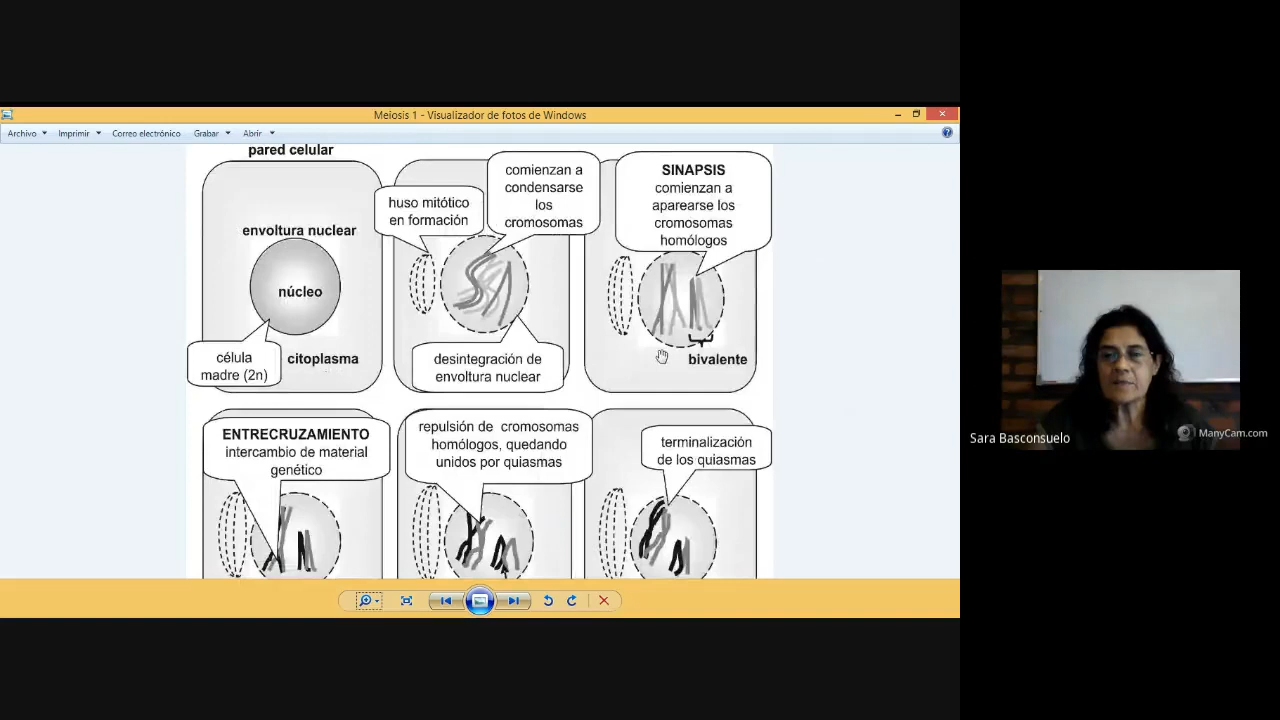 Meiosis 1 - Visualizador de fotos de Windows
Archivo Imprimir Correo electrónico Grabar Abrir
pared celular
envoltura nuclear
núcleo
célula
madre (2n)
citoplasma
huso mitótico
en formación
comienzan a
condensarse
los
cromosomas
desintegración de
envoltura nuclear
SINAPSIS
comienzan a
aparearse los
cromosomas
homólogos
bivalente
ENTRECRUZAMIENTO
intercambio de material
genético
repulsión de cromosomas
homólogos, quedando
unidos por quiasmas
terminalización
de los quiasmas
Sara Basconsuelo
ManyCam.com